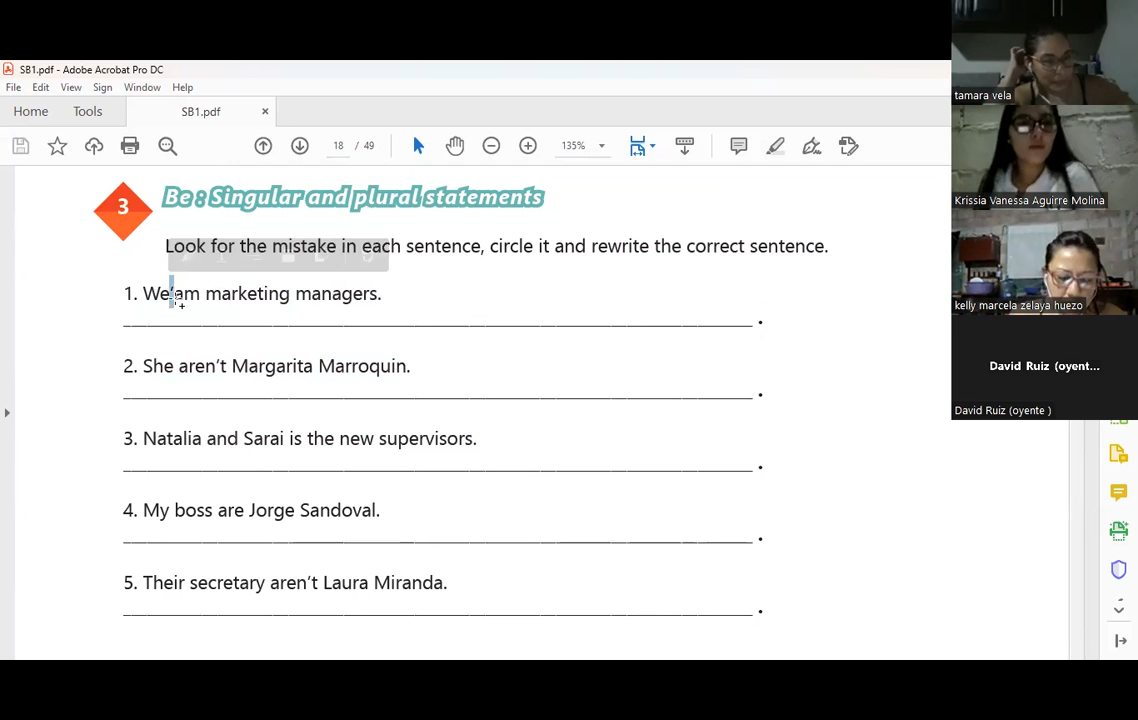 SB1.pdf - Adobe Acrobat Pro DC
File Edit View Sign Window Help
Home Tools SB1.pdf ×
18 / 49 135%
3 Be : Singular and plural statements
Look for the mistake in each sentence, circle it and rewrite the correct sentence.
1. We am marketing managers.
2. She aren't Margarita Marroquin.
3. Natalia and Sarai is the new supervisors.
4. My boss are Jorge Sandoval.
5. Their secretary aren't Laura Miranda.
tamara vela
Krissia Vanessa Aguirre Molina
kelly marcela zelaya huezo
David Ruiz (oyent...
David Ruiz (oyente )